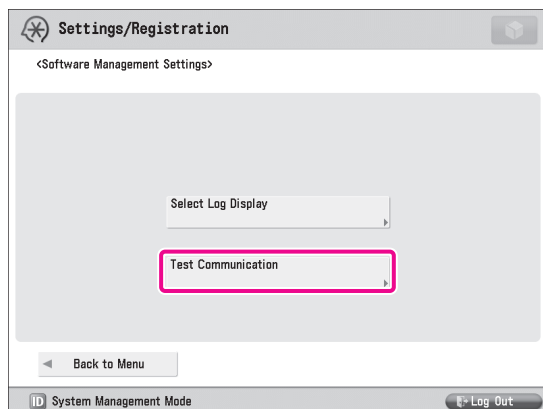 Settings/Registration
<Software Management Settings>
Select Log Display
Test Communication
Back to Menu
ID System Management Mode
Log Out